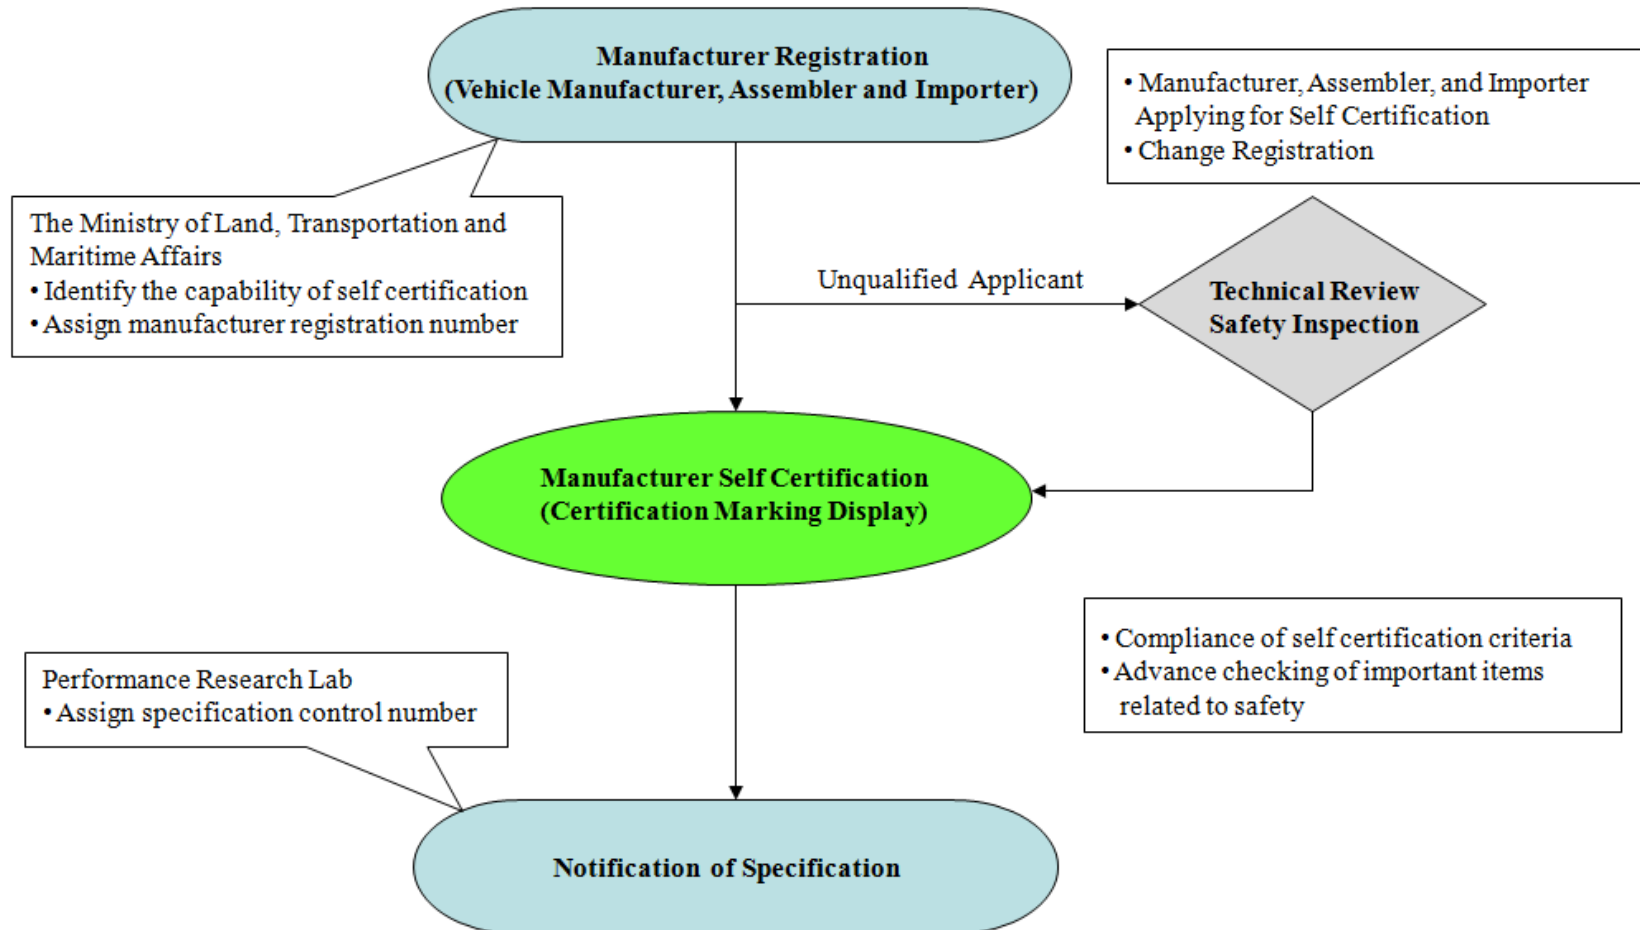 Manufacturer Registration
(Vehicle Manufacturer, Assembler and Importer)
• Manufacturer, Assembler, and Importer
Applying for Self Certification
• Change Registration
The Ministry of Land, Transportation and
Maritime Affairs
• Identify the capability of self certification
• Assign manufacturer registration number
Unqualified Applicant
Technical Review
Safety Inspection
Manufacturer Self Certification
(Certification Marking Display)
• Compliance of self certification criteria
• Advance checking of important items
related to safety
Performance Research Lab
• Assign specification control number
Notification of Specification